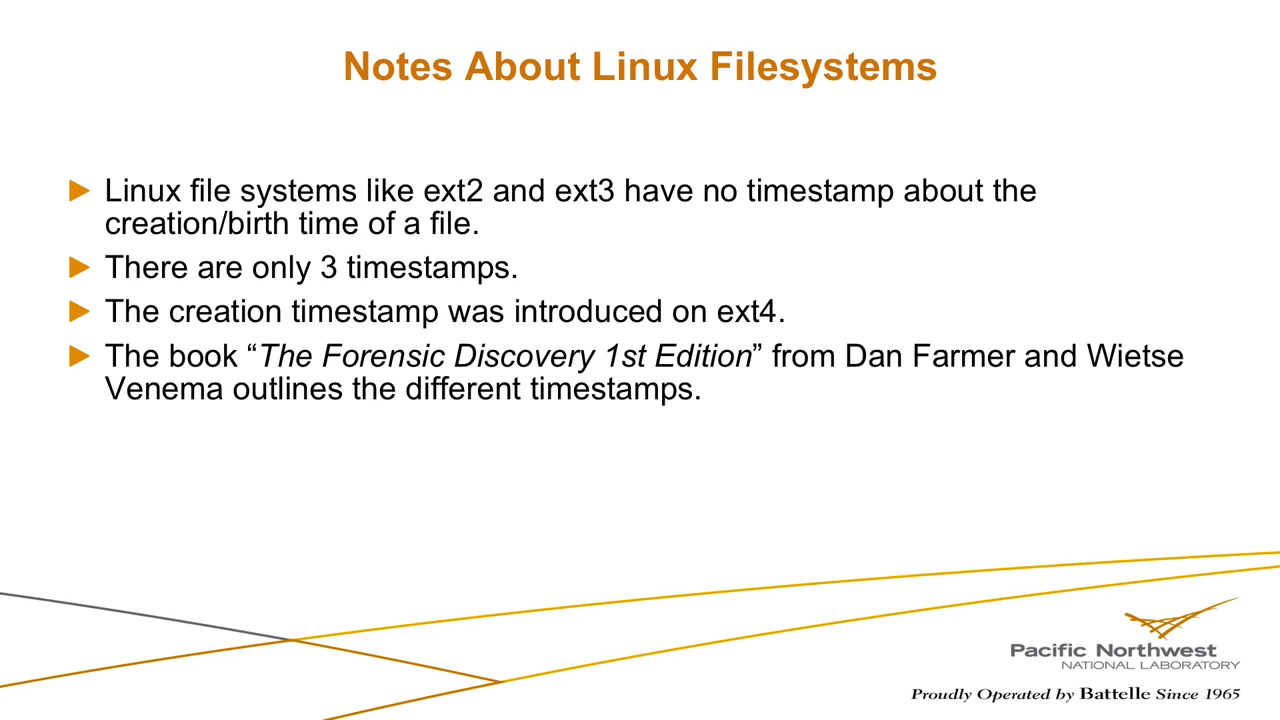 Notes About Linux Filesystems
Linux file systems like ext2 and ext3 have no timestamp about the
creation/birth time of a file.
There are only 3 timestamps.
The creation timestamp was introduced on ext4.
The book “The Forensic Discovery 1st Edition” from Dan Farmer and Wietse
Venema outlines the different timestamps.
Pacific Northwest
NATIONAL LABORATORY
Proudly Operated by Battelle Since 1965